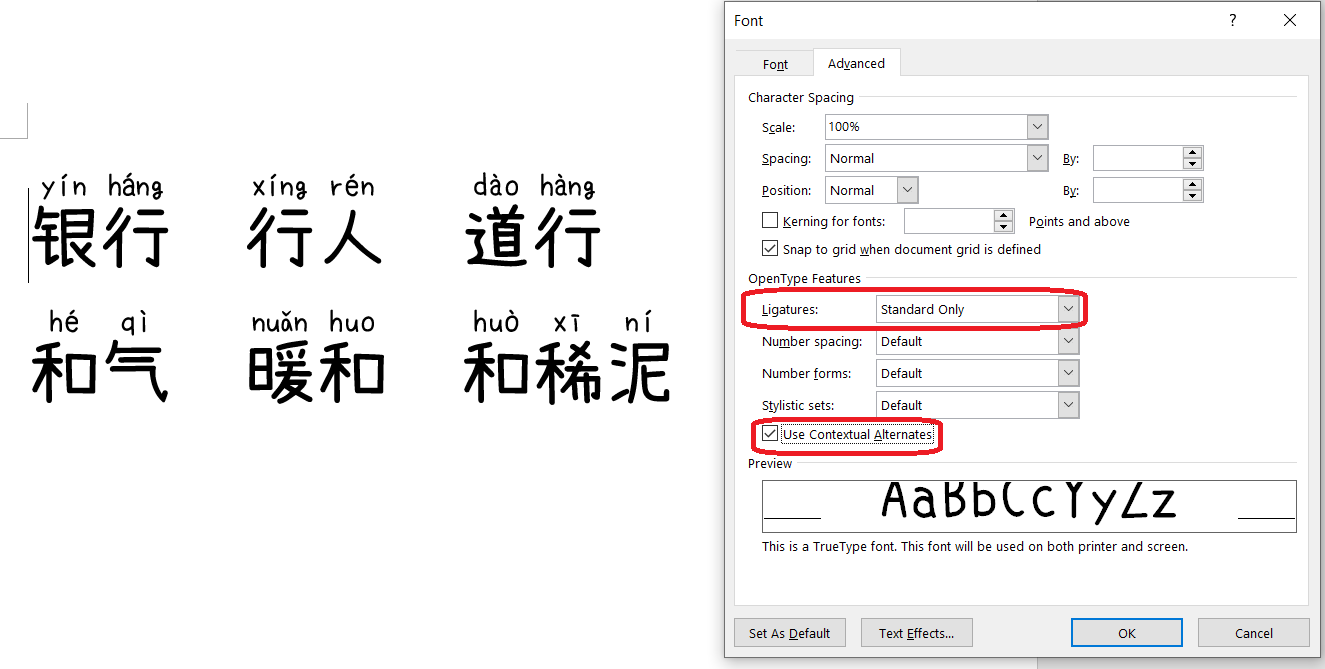 yín háng xíng rén dào hàng
银行 行人 道行
hé qì nuǎn huo huò xī ní
和气 暖和 和稀泥
Font ?
Font Advanced
Character Spacing
Scale: 100%
Spacing: Normal By:
Position: Normal By:
Kerning for fonts: Points and above
Snap to grid when document grid is defined
OpenType Features
Ligatures: Standard Only
Number spacing: Default
Number forms: Default
Stylistic sets: Default
Use Contextual Alternates
Preview
AaBbCcYyZz
This is a TrueType font. This font will be used on both printer and screen.
Set As Default Text Effects... OK Cancel